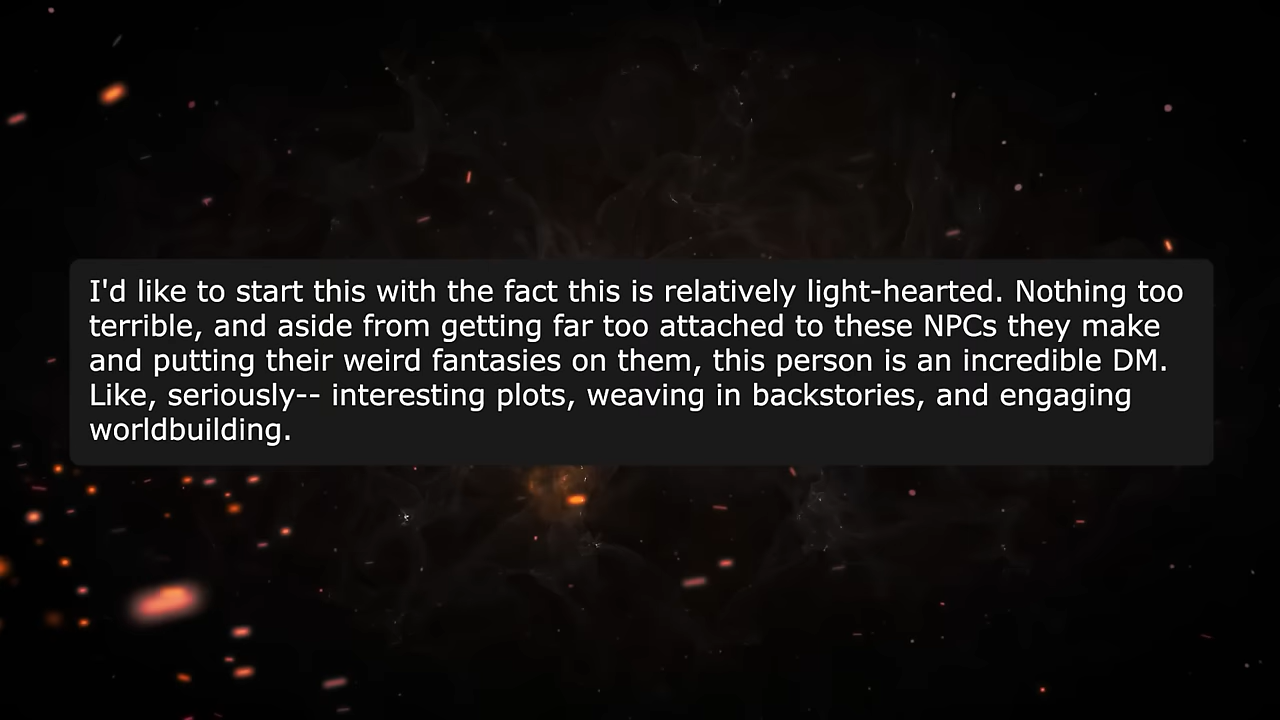 I'd like to start this with the fact this is relatively light-hearted. Nothing too
terrible, and aside from getting far too attached to these NPCs they make
and putting their weird fantasies on them, this person is an incredible DM.
Like, seriously-- interesting plots, weaving in backstories, and engaging
worldbuilding.